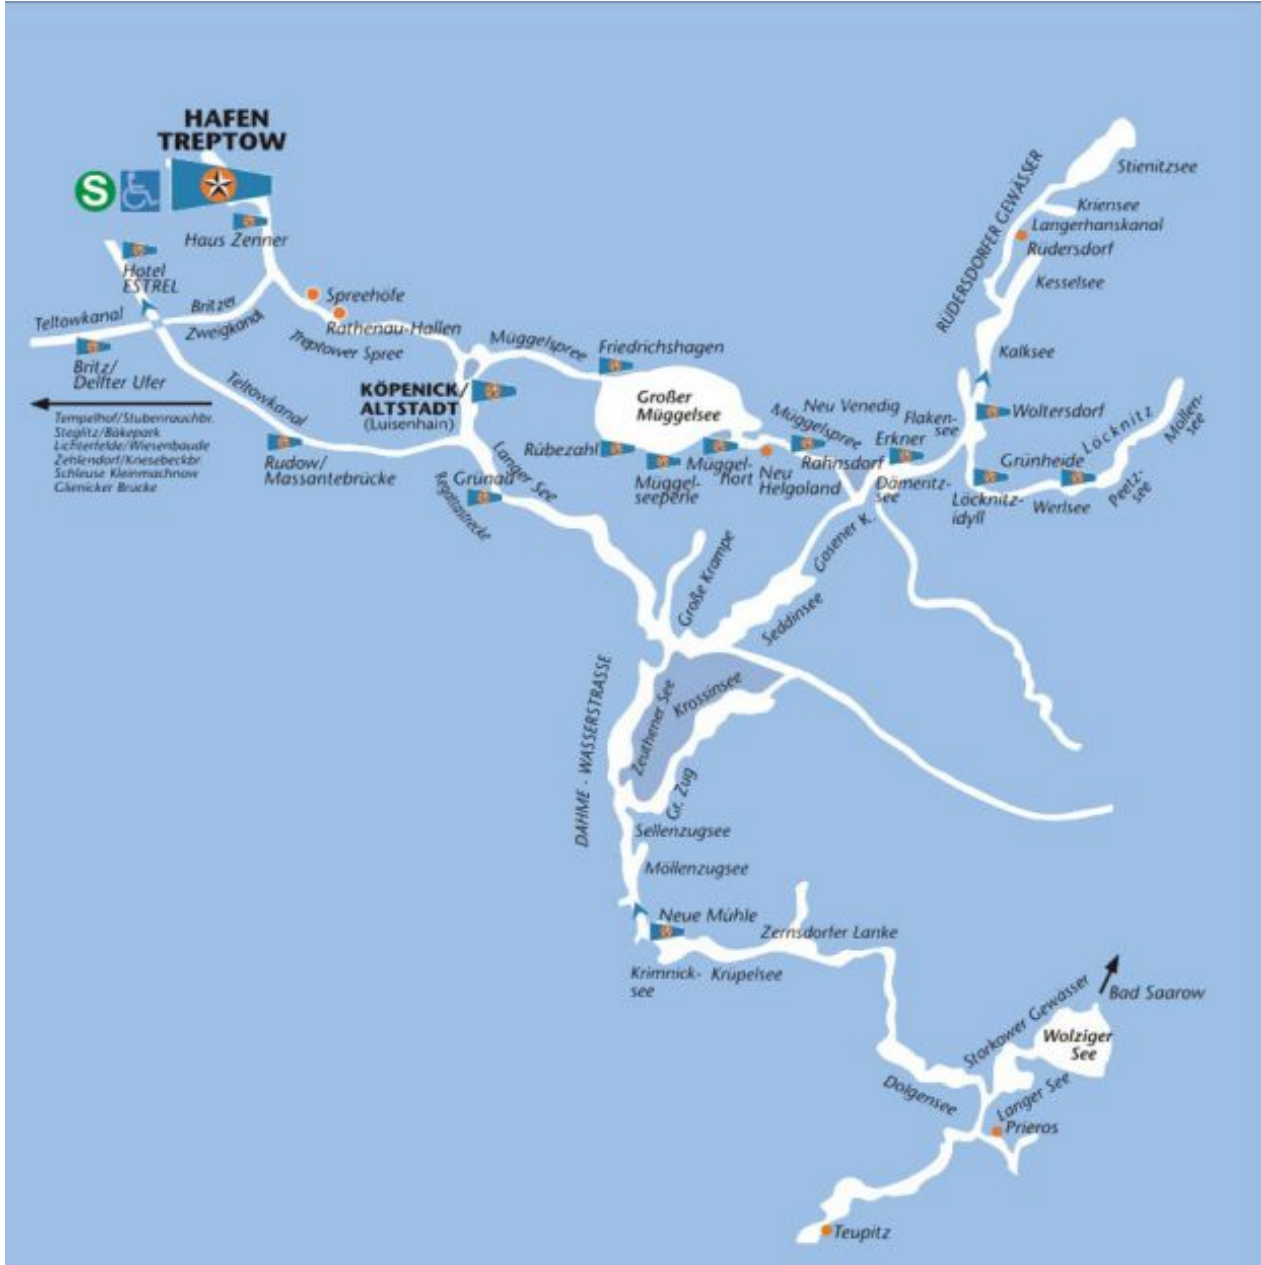 HAFEN
TREPTOW
S
Haus Zenner
Hotel
ESTREL
Teltowkanal
Britzer
Zweigkanal
Britz/
Delfter Ufer
Spreehöfe
Rathenau-Hallen
Treptower Spree
Tempelhof/Stubenrauchbr.
Steglitz/Bäkepark
Lichterfelde/Wiesenbaude
Zehlendorf/Knesebeckbr
Schleuse Kleinmachnow
Glienicker Brücke
Teltowkanal
Rudow/
Massantebrücke
KÖPENICK/
ALTSTADT
(Luisenhain)
Müggelspree
Friedrichshagen
Großer
Müggelsee
Rübezahl
Müggel-
seeperle
Müggel-
hort
Neu
Helgoland
Neu Venedig
Müggelspree
Rahnsdorf
Erkner
Dämeritz-
see
Flaken-
see
Woltersdorf
Kalksee
Kesselsee
RÜDERSDORFER GEWÄSSER
Stienitzsee
Kriensee
Langerhanskanal
Rüdersdorf
Löcknitz-
idyll
Grünheide
Werlsee
Löcknitz
Peetz-
see
Möllen-
see
Grünau
Regattastrecke
Langer See
Große Krampe
Gosener K.
Seddinsee
Zeuthener See
Krossinsee
DAHME - WASSERSTRASSE
Gr. Zug
Sellenzugsee
Möllenzugsee
Neue Mühle
Krimnick-
see
Krüpelsee
Zernsdorfer Lanke
Dolgensee
Storkower Gewässer
Bad Saarow
Wolziger
See
Langer See
Prieros
Teupitz